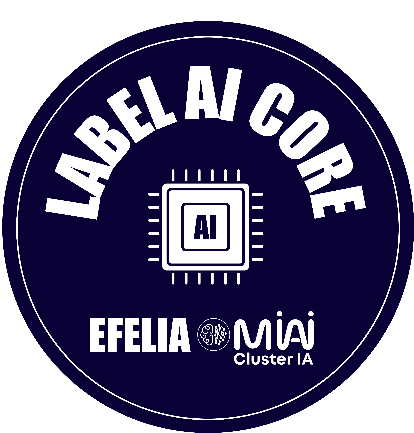 LABEL AI CORE
AI
EFELIA MIAI
Cluster IA